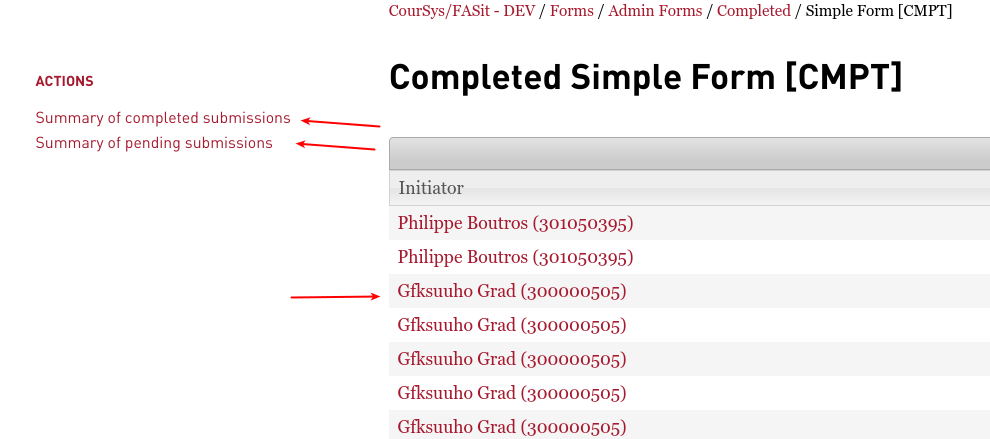 CourSys/FASit - DEV / Forms / Admin Forms / Completed / Simple Form [CMPT]
ACTIONS
Summary of completed submissions
Summary of pending submissions
Completed Simple Form [CMPT]
Initiator
Philippe Boutros (301050395)
Philippe Boutros (301050395)
Gfksuuho Grad (300000505)
Gfksuuho Grad (300000505)
Gfksuuho Grad (300000505)
Gfksuuho Grad (300000505)
Gfksuuho Grad (300000505)